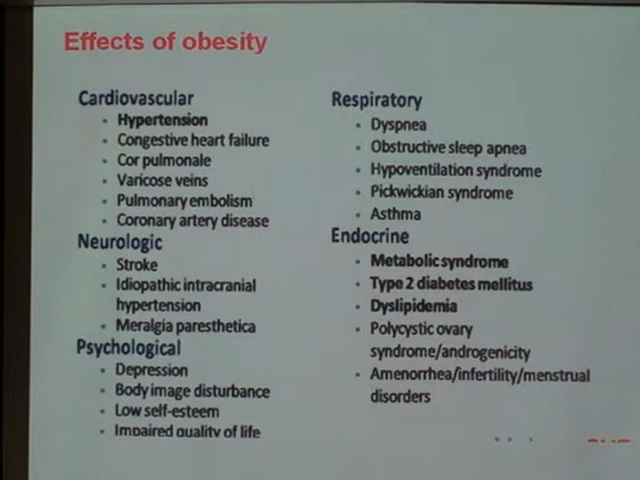 Effects of obesity
Cardiovascular
Hypertension
Congestive heart failure
Cor pulmonale
Varicose veins
Pulmonary embolism
Coronary artery disease
Neurologic
Stroke
Idiopathic intracranial
hypertension
Meralgia paresthetica
Psychological
Depression
Body image disturbance
Low self-esteem
Impaired quality of life
Respiratory
Dyspnea
Obstructive sleep apnea
Hypoventilation syndrome
Pickwickian syndrome
Asthma
Endocrine
Metabolic syndrome
Type 2 diabetes mellitus
Dyslipidemia
Polycystic ovary
syndrome/androgenicity
Amenorrhea/infertility/menstrual
disorders